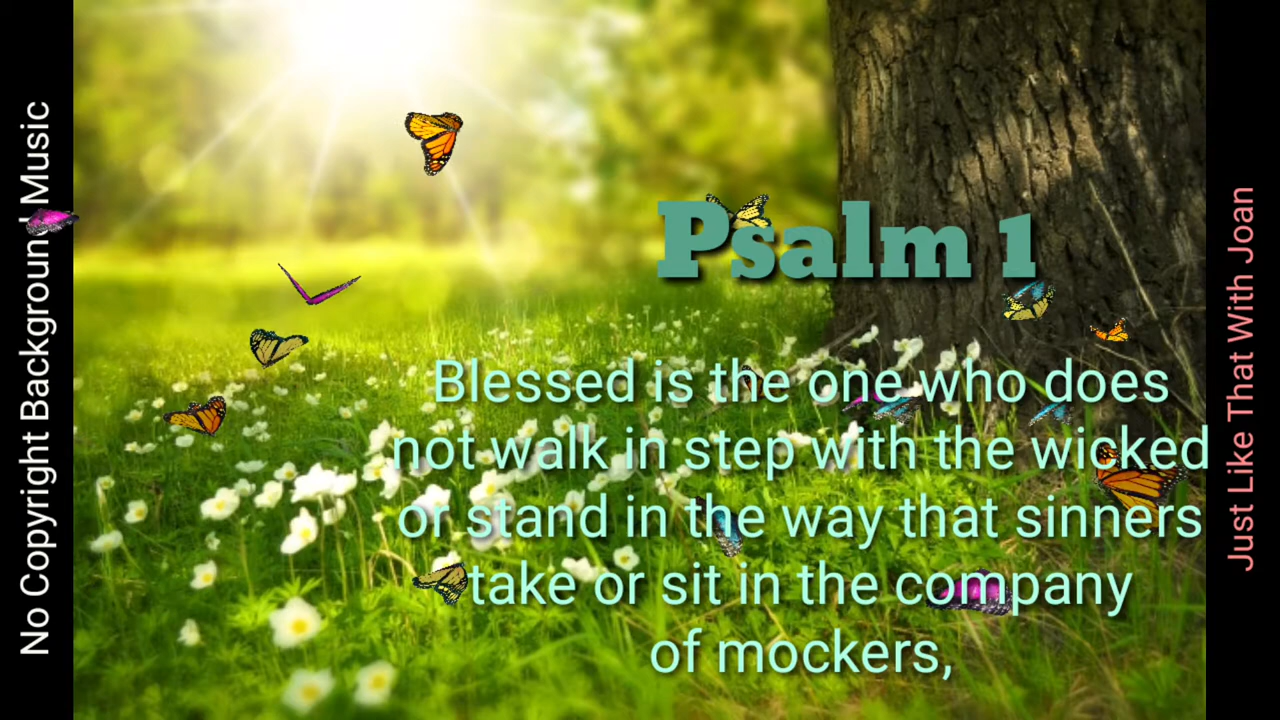 No Copyright Background Music
Psalm 1
Blessed is the one who does
not walk in step with the wicked
or stand in the way that sinners
take or sit in the company
of mockers,
Just Like That With Joan